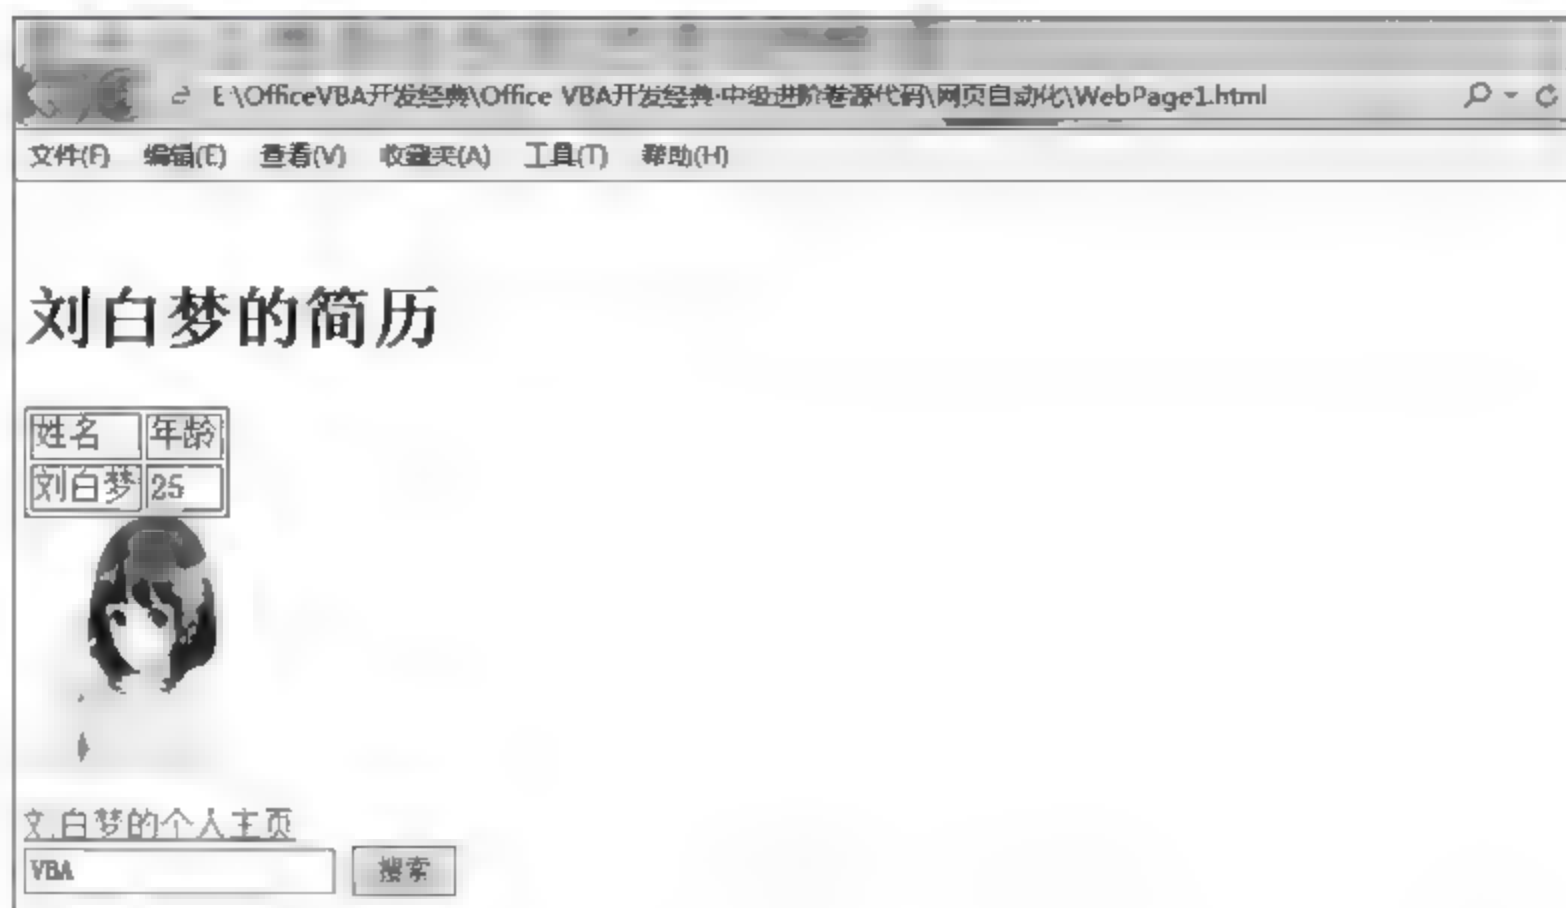 E:\OfficeVBA开发经典\Office VBA开发经典·中级进阶卷源代码\网页自动化\WebPage1.html
文件(F) 编辑(E) 查看(V) 收藏夹(A) 工具(T) 帮助(H)
刘白梦的简历
姓名 年龄
刘白梦 25
刘白梦的个人主页
VBA 搜索